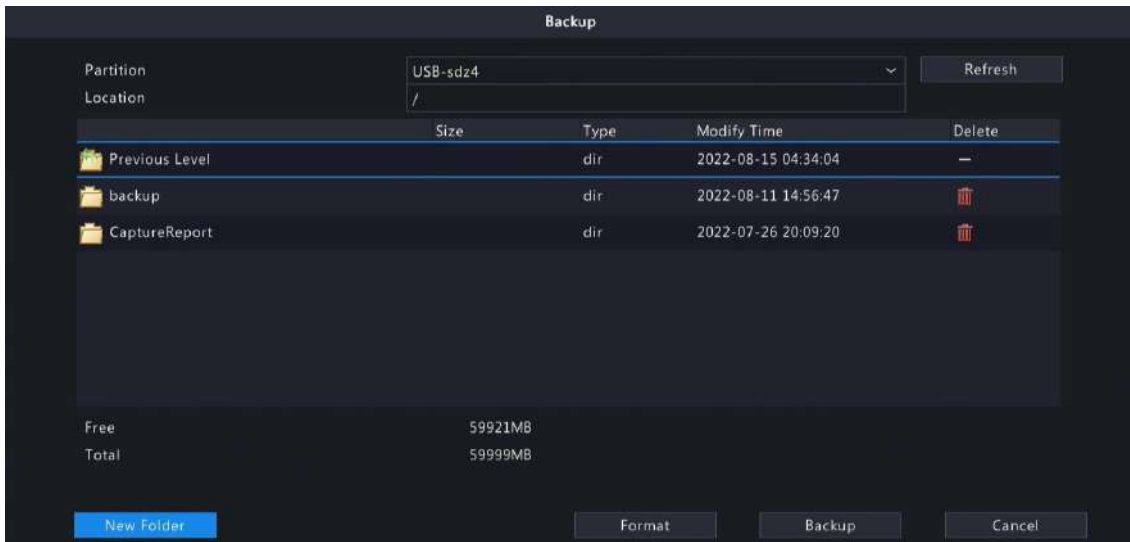 Backup
Partition USB-sdz4 Refresh
Location /
Size Type Modify Time Delete
Previous Level dir 2022-08-15 04:34:04 —
backup dir 2022-08-11 14:56:47
CaptureReport dir 2022-07-26 20:09:20
Free 59921MB
Total 59999MB
New Folder Format Backup Cancel